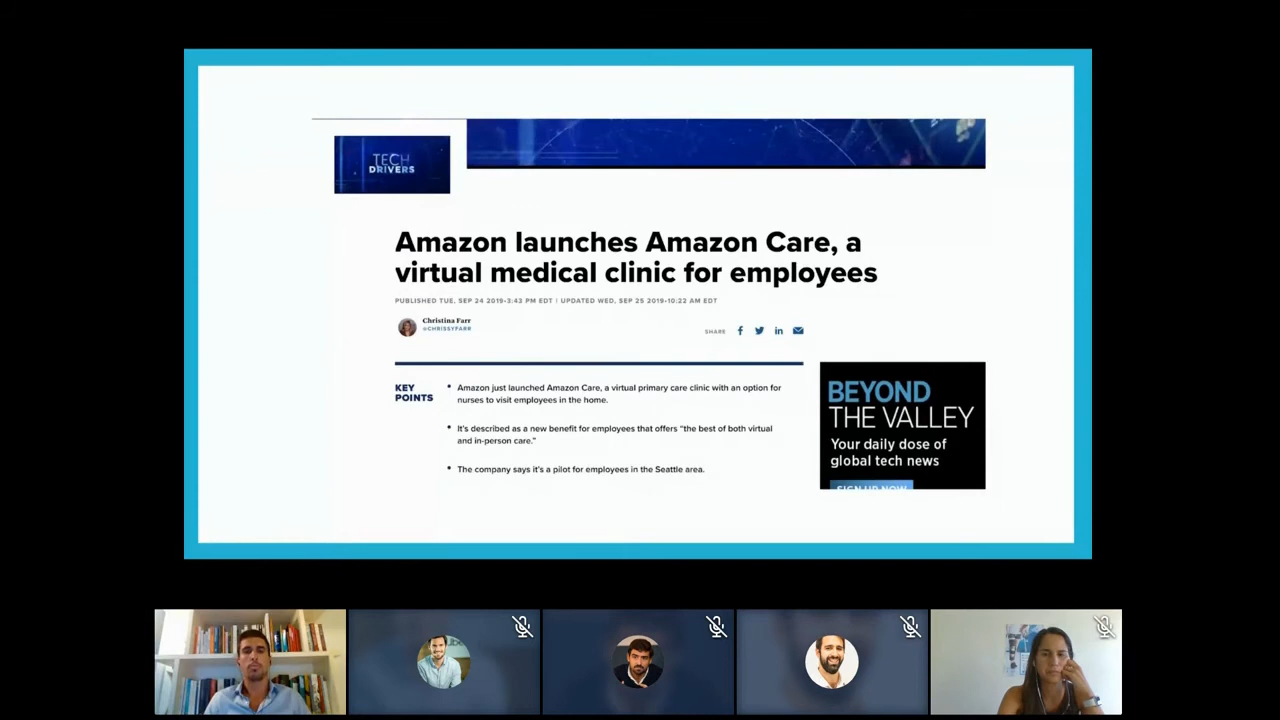 TECH
DRIVERS
Amazon launches Amazon Care, a
virtual medical clinic for employees
PUBLISHED TUE, SEP 24 2019•3:43 PM EDT | UPDATED WED, SEP 25 2019•10:22 AM EDT
Christina Farr
@CHRISSYFARR
SHARE
KEY
POINTS
• Amazon just launched Amazon Care, a virtual primary care clinic with an option for
nurses to visit employees in the home.
• It's described as a new benefit for employees that offers “the best of both virtual
and in-person care.”
• The company says it's a pilot for employees in the Seattle area.
BEYOND
THE VALLEY
Your daily dose of
global tech news
SIGN UP NOW